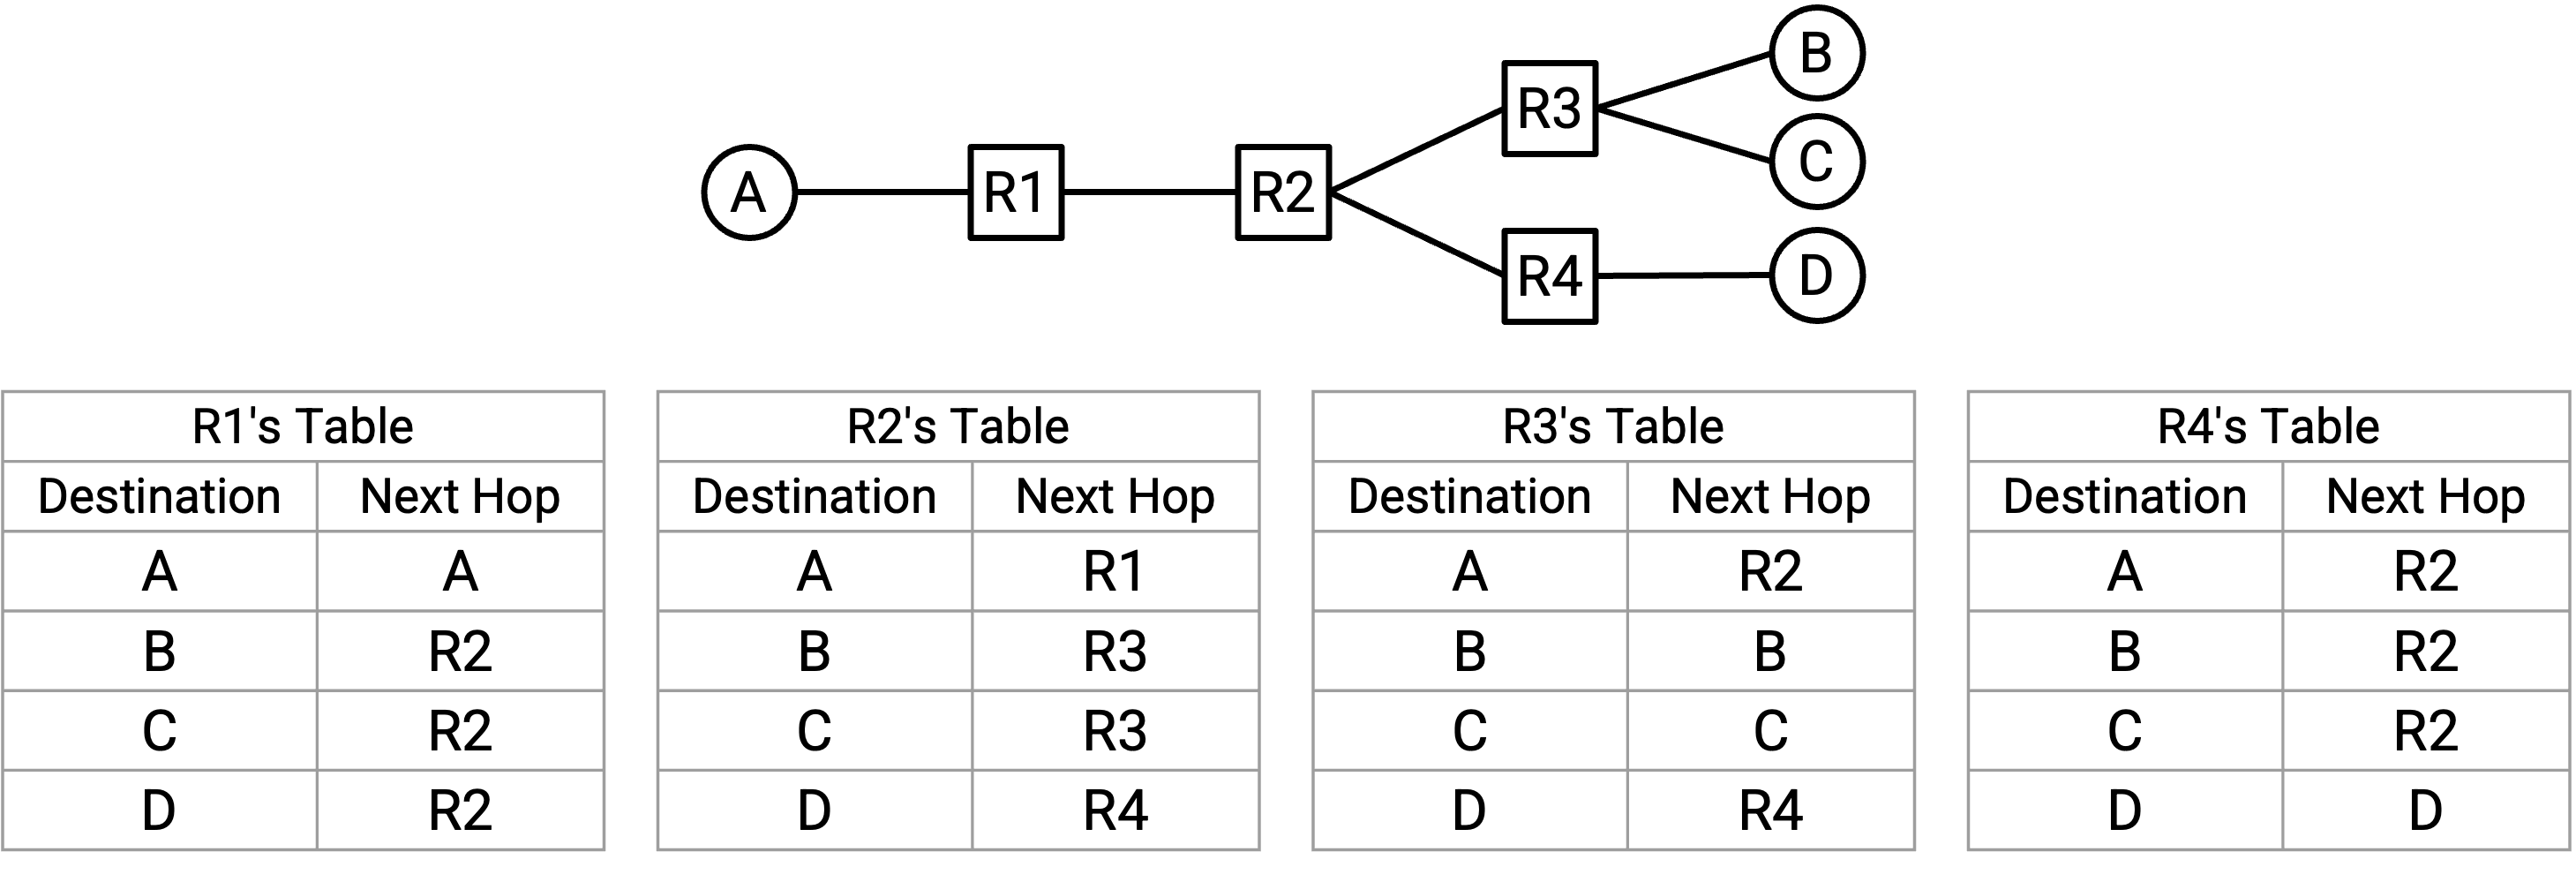 B
R3
C
A R1 R2
R4 D
R1's Table
Destination Next Hop
A A
B R2
C R2
D R2
R2's Table
Destination Next Hop
A R1
B R3
C R3
D R4
R3's Table
Destination Next Hop
A R2
B B
C C
D R4
R4's Table
Destination Next Hop
A R2
B R2
C R2
D D